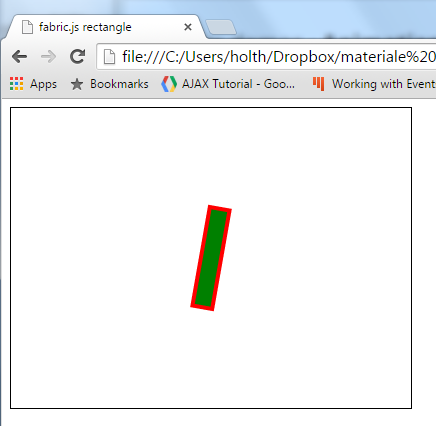 fabric.js rectangle
file:///C:/Users/holth/Dropbox/materiale%20
Apps Bookmarks AJAX Tutorial - Goo... Working with Event